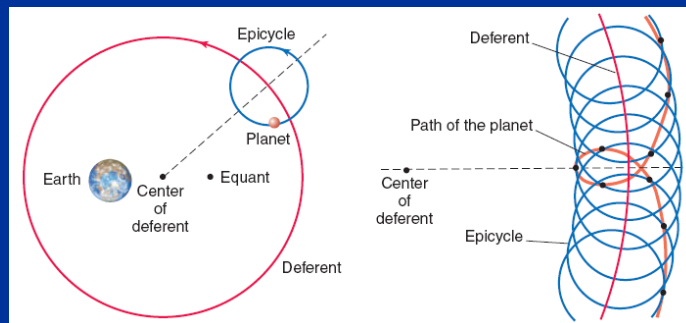 Epicycle
Planet
Earth
Center
of
deferent
Equant
Deferent
Deferent
Path of the planet
Center
of
deferent
Epicycle